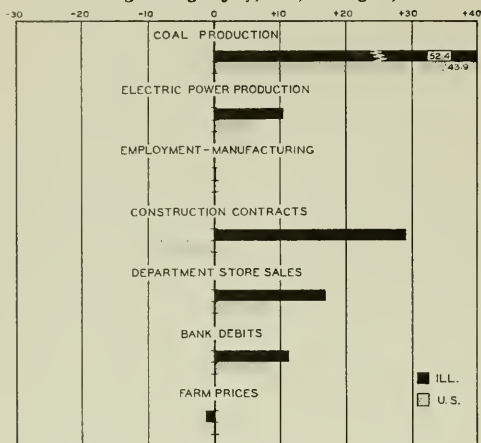 -30 -20 -10 0 +10 +20 +30 +40
COAL PRODUCTION
52.4
43.9
ELECTRIC POWER PRODUCTION
EMPLOYMENT-MANUFACTURING
CONSTRUCTION CONTRACTS
DEPARTMENT STORE SALES
BANK DEBITS
FARM PRICES
ILL.
U.S.